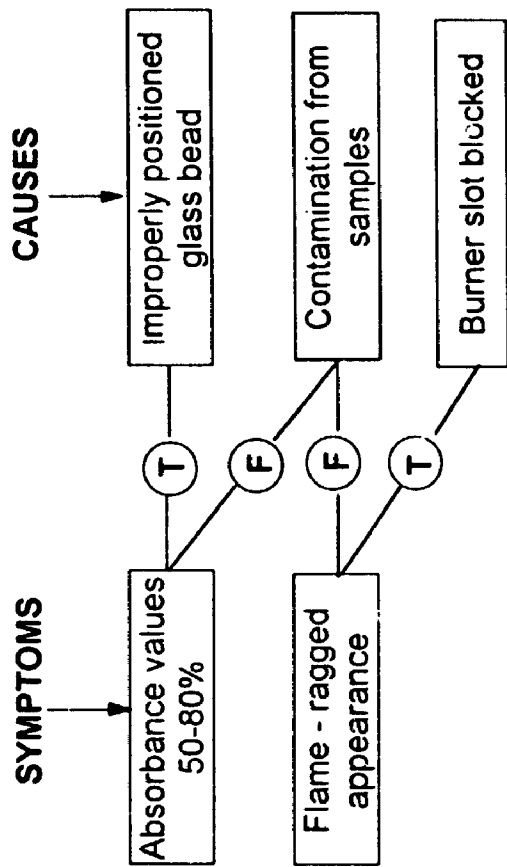 SYMPTOMS
CAUSES
Absorbance values
50-80%
T
Improperly positioned
glass bead
F
Contamination from
samples
Flame - ragged
appearance
F
T
Burner slot blocked